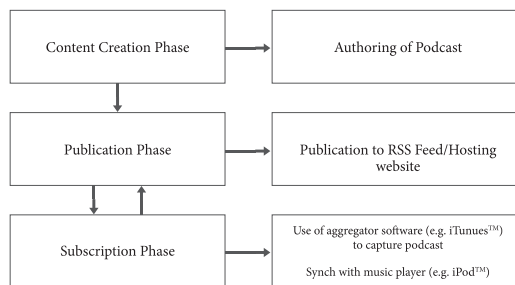 Content Creation Phase
Authoring of Podcast
Publication Phase
Publication to RSS Feed/Hosting
website
Subscription Phase
Use of aggregator software (e.g. iTunues™)
to capture podcast
Synch with music player (e.g. iPod™)